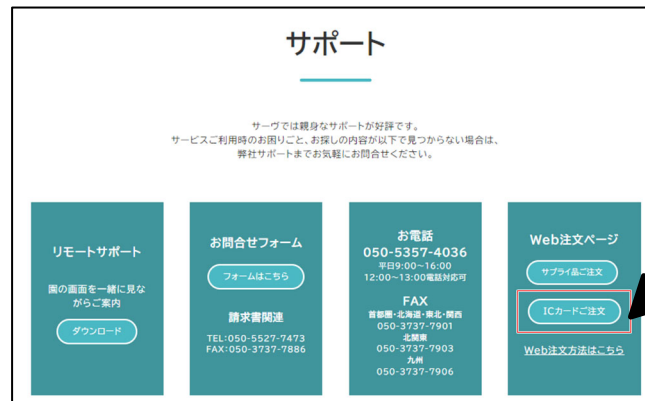 サポート
サーヴでは親身なサポートが好評です。
サービスご利用時のお困りごと、お探しの内容が以下で見つからない場合は、
弊社サポートまでお気軽にお問合せください。
リモートサポート
園の画面を一緒に見な
がらご案内
ダウンロード
お問合せフォーム
フォームはこちら
請求書関連
TEL:050-5527-7473
FAX:050-3737-7886
お電話
050-5357-4036
平日9:00~16:00
12:00~13:00電話対応可
FAX
首都圏・北海道・東北・関西
050-3737-7901
北関東
050-3737-7903
九州
050-3737-7906
Web注文ページ
サプライ品ご注文
ICカードご注文
Web注文方法はこちら